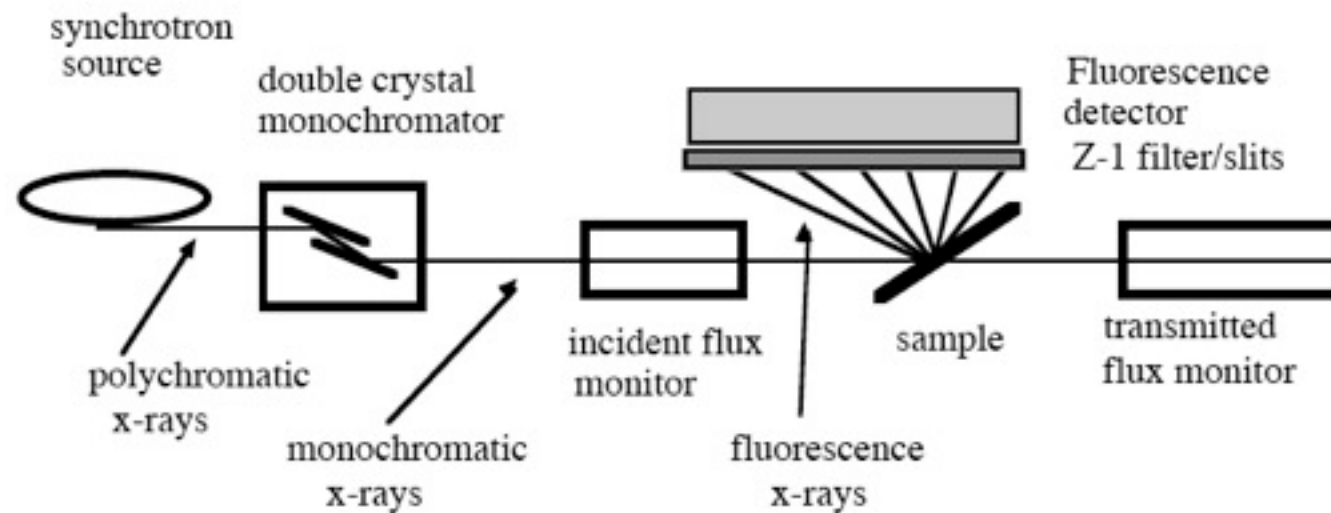 synchrotron
source
double crystal
monochromator
Fluorescence
detector
Z-1 filter/slits
polychromatic
x-rays
monochromatic
x-rays
incident flux
monitor
fluorescence
x-rays
sample
transmitted
flux monitor